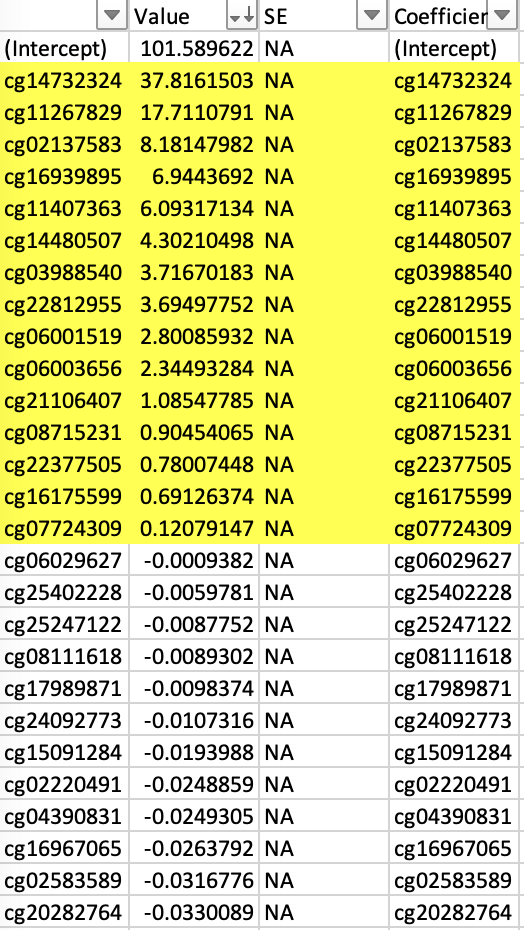 Value SE Coefficier
(Intercept) 101.589622 NA (Intercept)
cg14732324 37.8161503 NA cg14732324
cg11267829 17.7110791 NA cg11267829
cg02137583 8.18147982 NA cg02137583
cg16939895 6.9443692 NA cg16939895
cg11407363 6.09317134 NA cg11407363
cg14480507 4.30210498 NA cg14480507
cg03988540 3.71670183 NA cg03988540
cg22812955 3.69497752 NA cg22812955
cg06001519 2.80085932 NA cg06001519
cg06003656 2.34493284 NA cg06003656
cg21106407 1.08547785 NA cg21106407
cg08715231 0.90454065 NA cg08715231
cg22377505 0.78007448 NA cg22377505
cg16175599 0.69126374 NA cg16175599
cg07724309 0.12079147 NA cg07724309
cg06029627 -0.0009382 NA cg06029627
cg25402228 -0.0059781 NA cg25402228
cg25247122 -0.0087752 NA cg25247122
cg08111618 -0.0089302 NA cg08111618
cg17989871 -0.0098374 NA cg17989871
cg24092773 -0.0107316 NA cg24092773
cg15091284 -0.0193988 NA cg15091284
cg02220491 -0.0248859 NA cg02220491
cg04390831 -0.0249305 NA cg04390831
cg16967065 -0.0263792 NA cg16967065
cg02583589 -0.0316776 NA cg02583589
cg20282764 -0.0330089 NA cg20282764